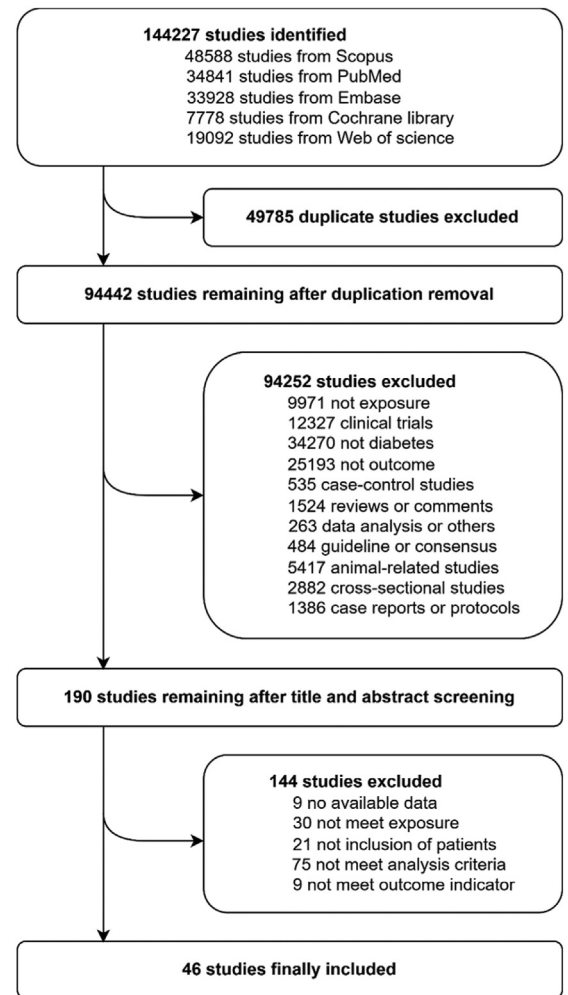 144227 studies identified
48588 studies from Scopus
34841 studies from PubMed
33928 studies from Embase
7778 studies from Cochrane library
19092 studies from Web of science
49785 duplicate studies excluded
94442 studies remaining after duplication removal
94252 studies excluded
9971 not exposure
12327 clinical trials
34270 not diabetes
25193 not outcome
535 case-control studies
1524 reviews or comments
263 data analysis or others
484 guideline or consensus
5417 animal-related studies
2882 cross-sectional studies
1386 case reports or protocols
190 studies remaining after title and abstract screening
144 studies excluded
9 no available data
30 not meet exposure
21 not inclusion of patients
75 not meet analysis criteria
9 not meet outcome indicator
46 studies finally included